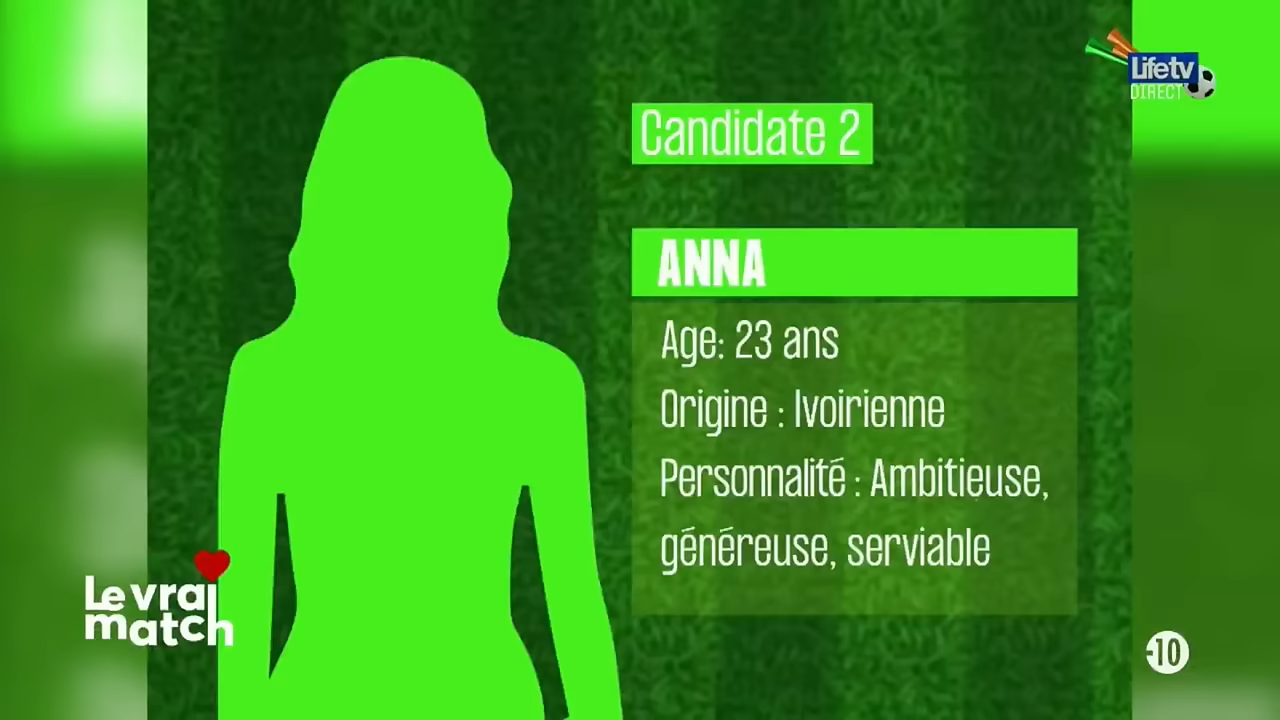 Lifetv
DIRECT
Candidate 2
ANNA
Age: 23 ans
Origine : Ivoirienne
Personnalité : Ambitieuse,
généreuse, serviable
Le vrai
match
-10